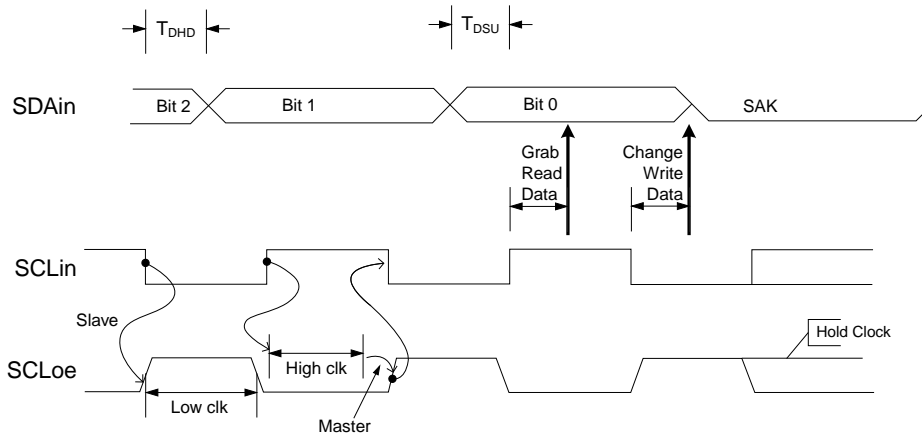 TDHD
TDSU
SDAin
Bit 2
Bit 1
Bit 0
SAK
Grab
Read
Data
Change
Write
Data
SCLin
Slave
Hold Clock
SCLoe
High clk
Low clk
Master